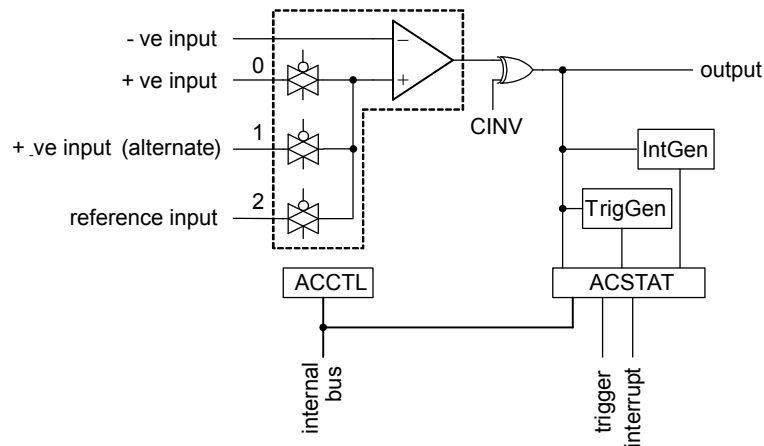 - ve input
−
+ ve input
0
+
output
CINV
+ ve input (alternate)
1
IntGen
reference input
2
TrigGen
ACCTL
ACSTAT
internal
bus
trigger
interrupt